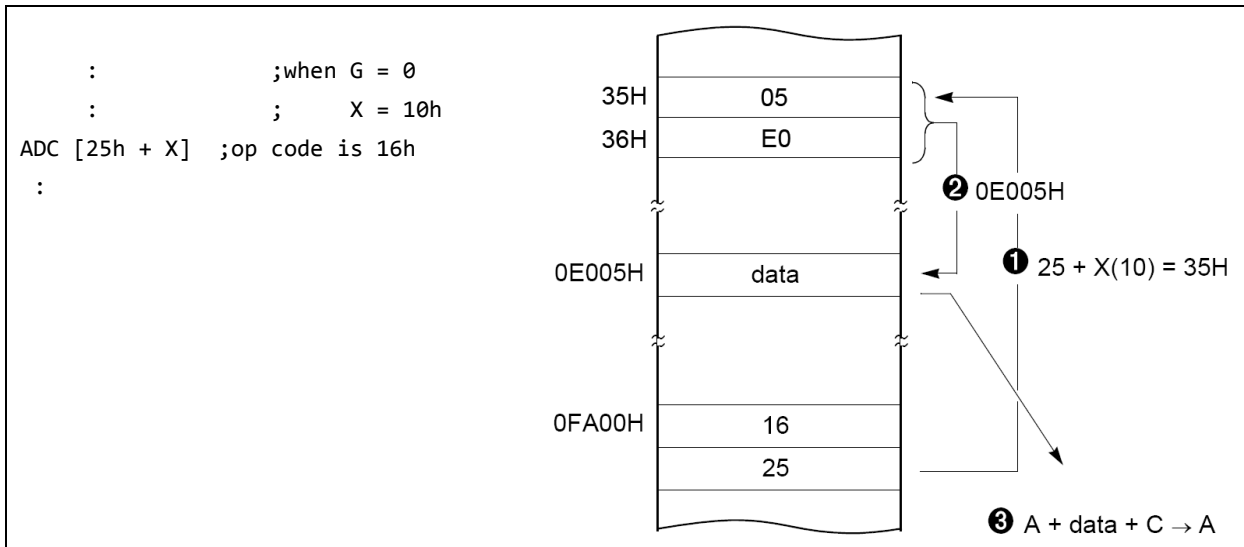 :                ;when G = 0
:                ;     X = 10h
ADC [25h + X]  ;op code is 16h
:
35H 05
36H E0
❷ 0E005H
0E005H data
❶ 25 + X(10) = 35H
0FA00H 16
25
❸ A + data + C → A